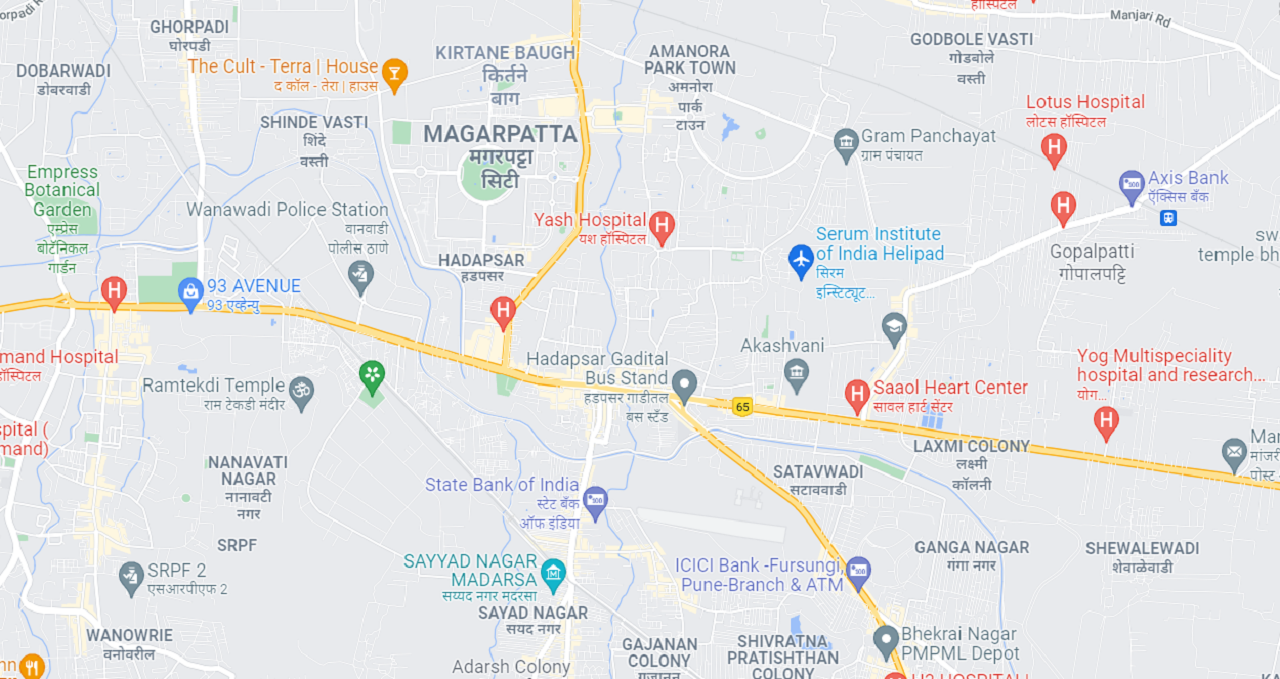 हॉस्पिटल
Manjari Rd
GHORPADI
घोरपडी
KIRTANE BAUGH
किर्तने
बाग
AMANORA
PARK TOWN
अमनोरा
पार्क
टाउन
GODBOLE VASTI
गोडबोले
वस्ती
DOBARWADI
डोबरवाडी
The Cult - Terra | House
द कॉल - तेरा | हाउस
Lotus Hospital
लोटस हॉस्पिटल
SHINDE VASTI
शिंदे
वस्ती
MAGARPATTA
मगरपट्टा
सिटी
Gram Panchayat
ग्राम पंचायत
Empress
Botanical
Garden
एम्प्रेस
बोटॅनिकल
गार्डन
Axis Bank
ऍक्सिस बँक
Wanawadi Police Station
वानवाडी
पोलीस ठाणे
Yash Hospital
यश हॉस्पिटल
Serum Institute
of India Helipad
सिरम
इन्स्टिट्यूट...
Gopalpatti
गोपालपट्टि
temple bh
HADAPSAR
हडपसर
93 AVENUE
93 एव्हेन्यु
mand Hospital
हॉस्पिटल
Hadapsar Gadital
Bus Stand
हडपसर गाडीतल
बस स्टँड
Akashvani
Yog Multispeciality
hospital and research...
योग...
Ramtekdi Temple
राम टेकडी मंदीर
65
Saaol Heart Center
सावल हार्ट सेंटर
spital (
mand)
LAXMI COLONY
लक्ष्मी
कॉलनी
NANAVATI
NAGAR
नानावटी
नगर
State Bank of India
स्टेट बँक
ऑफ इंडिया
SATAVWADI
सटाववाडी
SRPF
GANGA NAGAR
गंगा नगर
SHEWALEWADI
शेवाळेवाडी
SRPF 2
एसआरपीएफ 2
SAYYAD NAGAR
MADARSA
सय्यद नगर मदरसा
ICICI Bank -Fursungi,
Pune-Branch & ATM
SAYAD NAGAR
सयद नगर
WANOWRIE
वनोवरील
GAJANAN
COLONY
गजानन
SHIVRATNA
PRATISHTHAN
COLONY
Bhekrai Nagar
PMPML Depot
Adarsh Colony